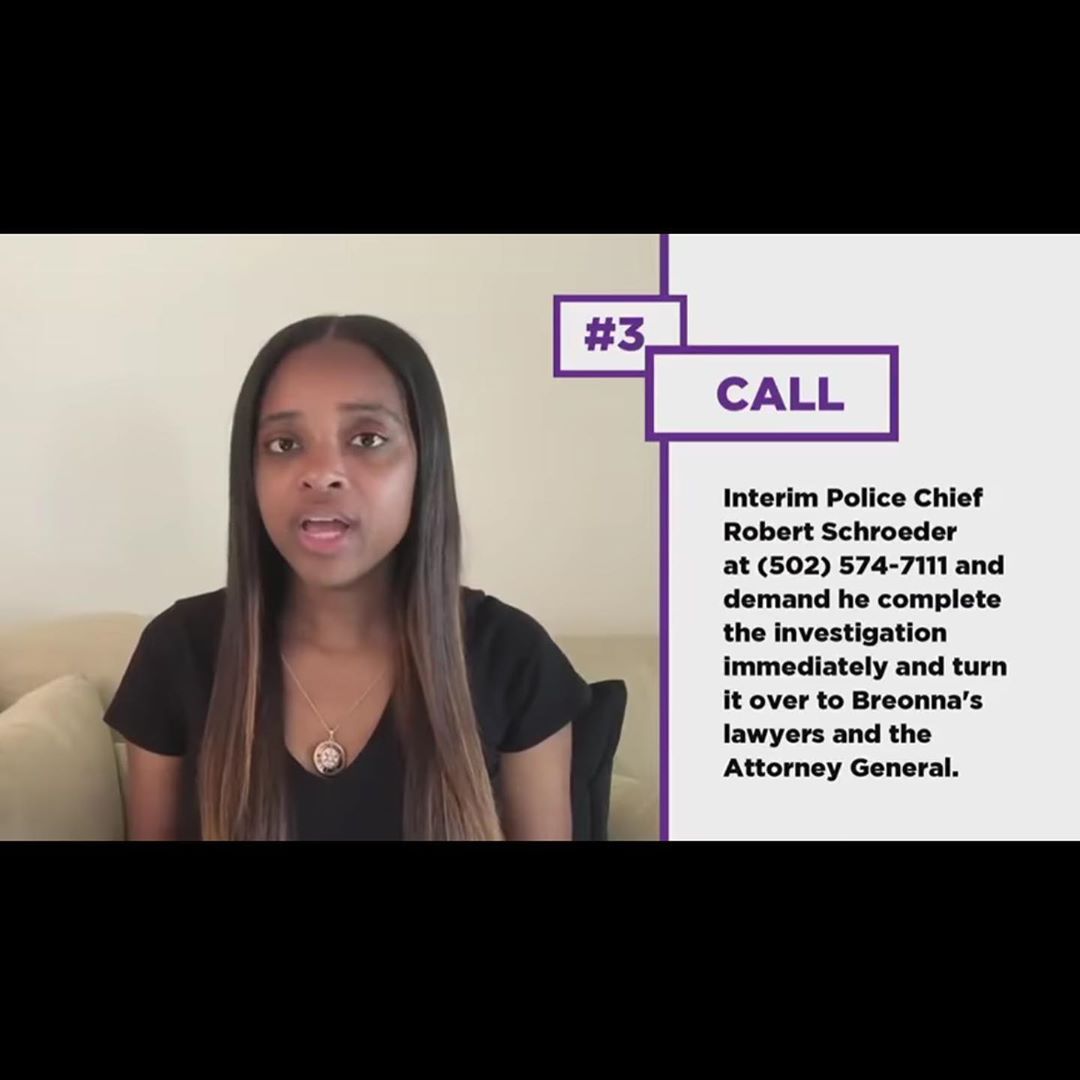 #3
CALL
Interim Police Chief
Robert Schroeder
at (502) 574-7111 and
demand he complete
the investigation
immediately and turn
it over to Breonna's
lawyers and the
Attorney General.